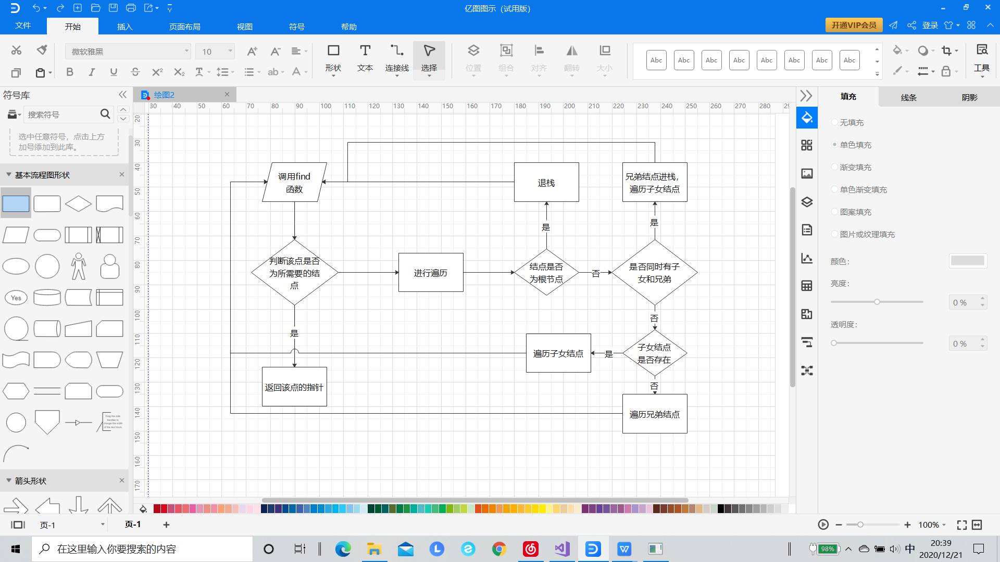 亿图图示（试用版）
文件
开始
插入
页面布局
视图
符号
帮助
开通VIP会员
登录
微软雅黑
10
形状
文本
连接线
选择
位置
组合
对齐
翻转
大小
Abc
Abc
Abc
Abc
Abc
Abc
Abc
Abc
工具
符号库
绘图2
搜索符号
选中任意符号，点击上方
加号添加到此库。
基本流程图形状
Yes
Drag the side
handles to
change the width
of the text block.
箭头形状
30 40 50 60 70 80 90 100 110 120 130 140 150 160 170 180 190 200 210 220 230 240 250 260 270 280
20
30
40
50
60
70
80
90
100
110
120
130
140
150
160
170
调用find
函数
退栈
兄弟结点进栈，
遍历子女结点
是
是
判断该点是否
为所需要的结
点
进行遍历
结点是否
为根节点
否
是否同时有子
女和兄弟
否
是
遍历子女结点
是
子女结点
是否存在
返回该点的指针
否
遍历兄弟结点
填充
线条
阴影
无填充
单色填充
渐变填充
单色渐变填充
图案填充
图片或纹理填充
颜色：
亮度：
0 %
透明度：
0 %
页-1
页-1
100%
在这里输入你要搜索的内容
98%
中
20:39
2020/12/21